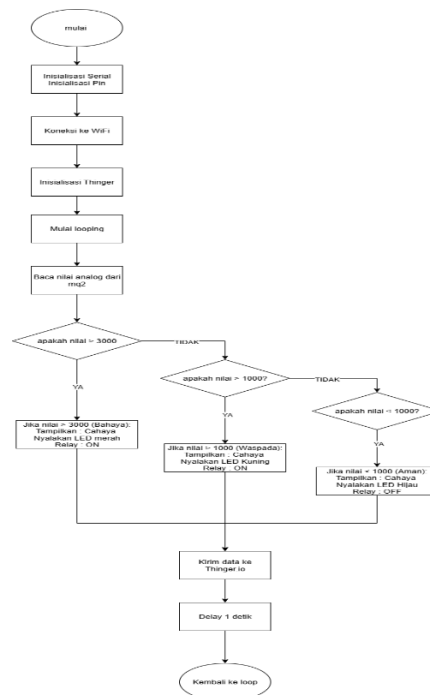 mulai
Inisialisasi Serial
Inisialisasi Pin
Koneksi ke WiFi
Inisialisasi Thinger
Mulai looping
Baca nilai analog dari
mq2
apakah nilai > 3000
TIDAK
YA
apakah nilai > 1000?
TIDAK
YA
apakah nilai < 1000?
YA
Jika nilai > 3000 (Bahaya):
Tampilkan : Cahaya
Nyalakan LED merah
Relay : ON
Jika nilai > 1000 (Waspada):
Tampilkan : Cahaya
Nyalakan LED Kuning
Relay : ON
Jika nilai < 1000 (Aman):
Tampilkan : Cahaya
Nyalakan LED Hijau
Relay : OFF
Kirim data ke
Thinger.io
Delay 1 detik
Kembali ke loop